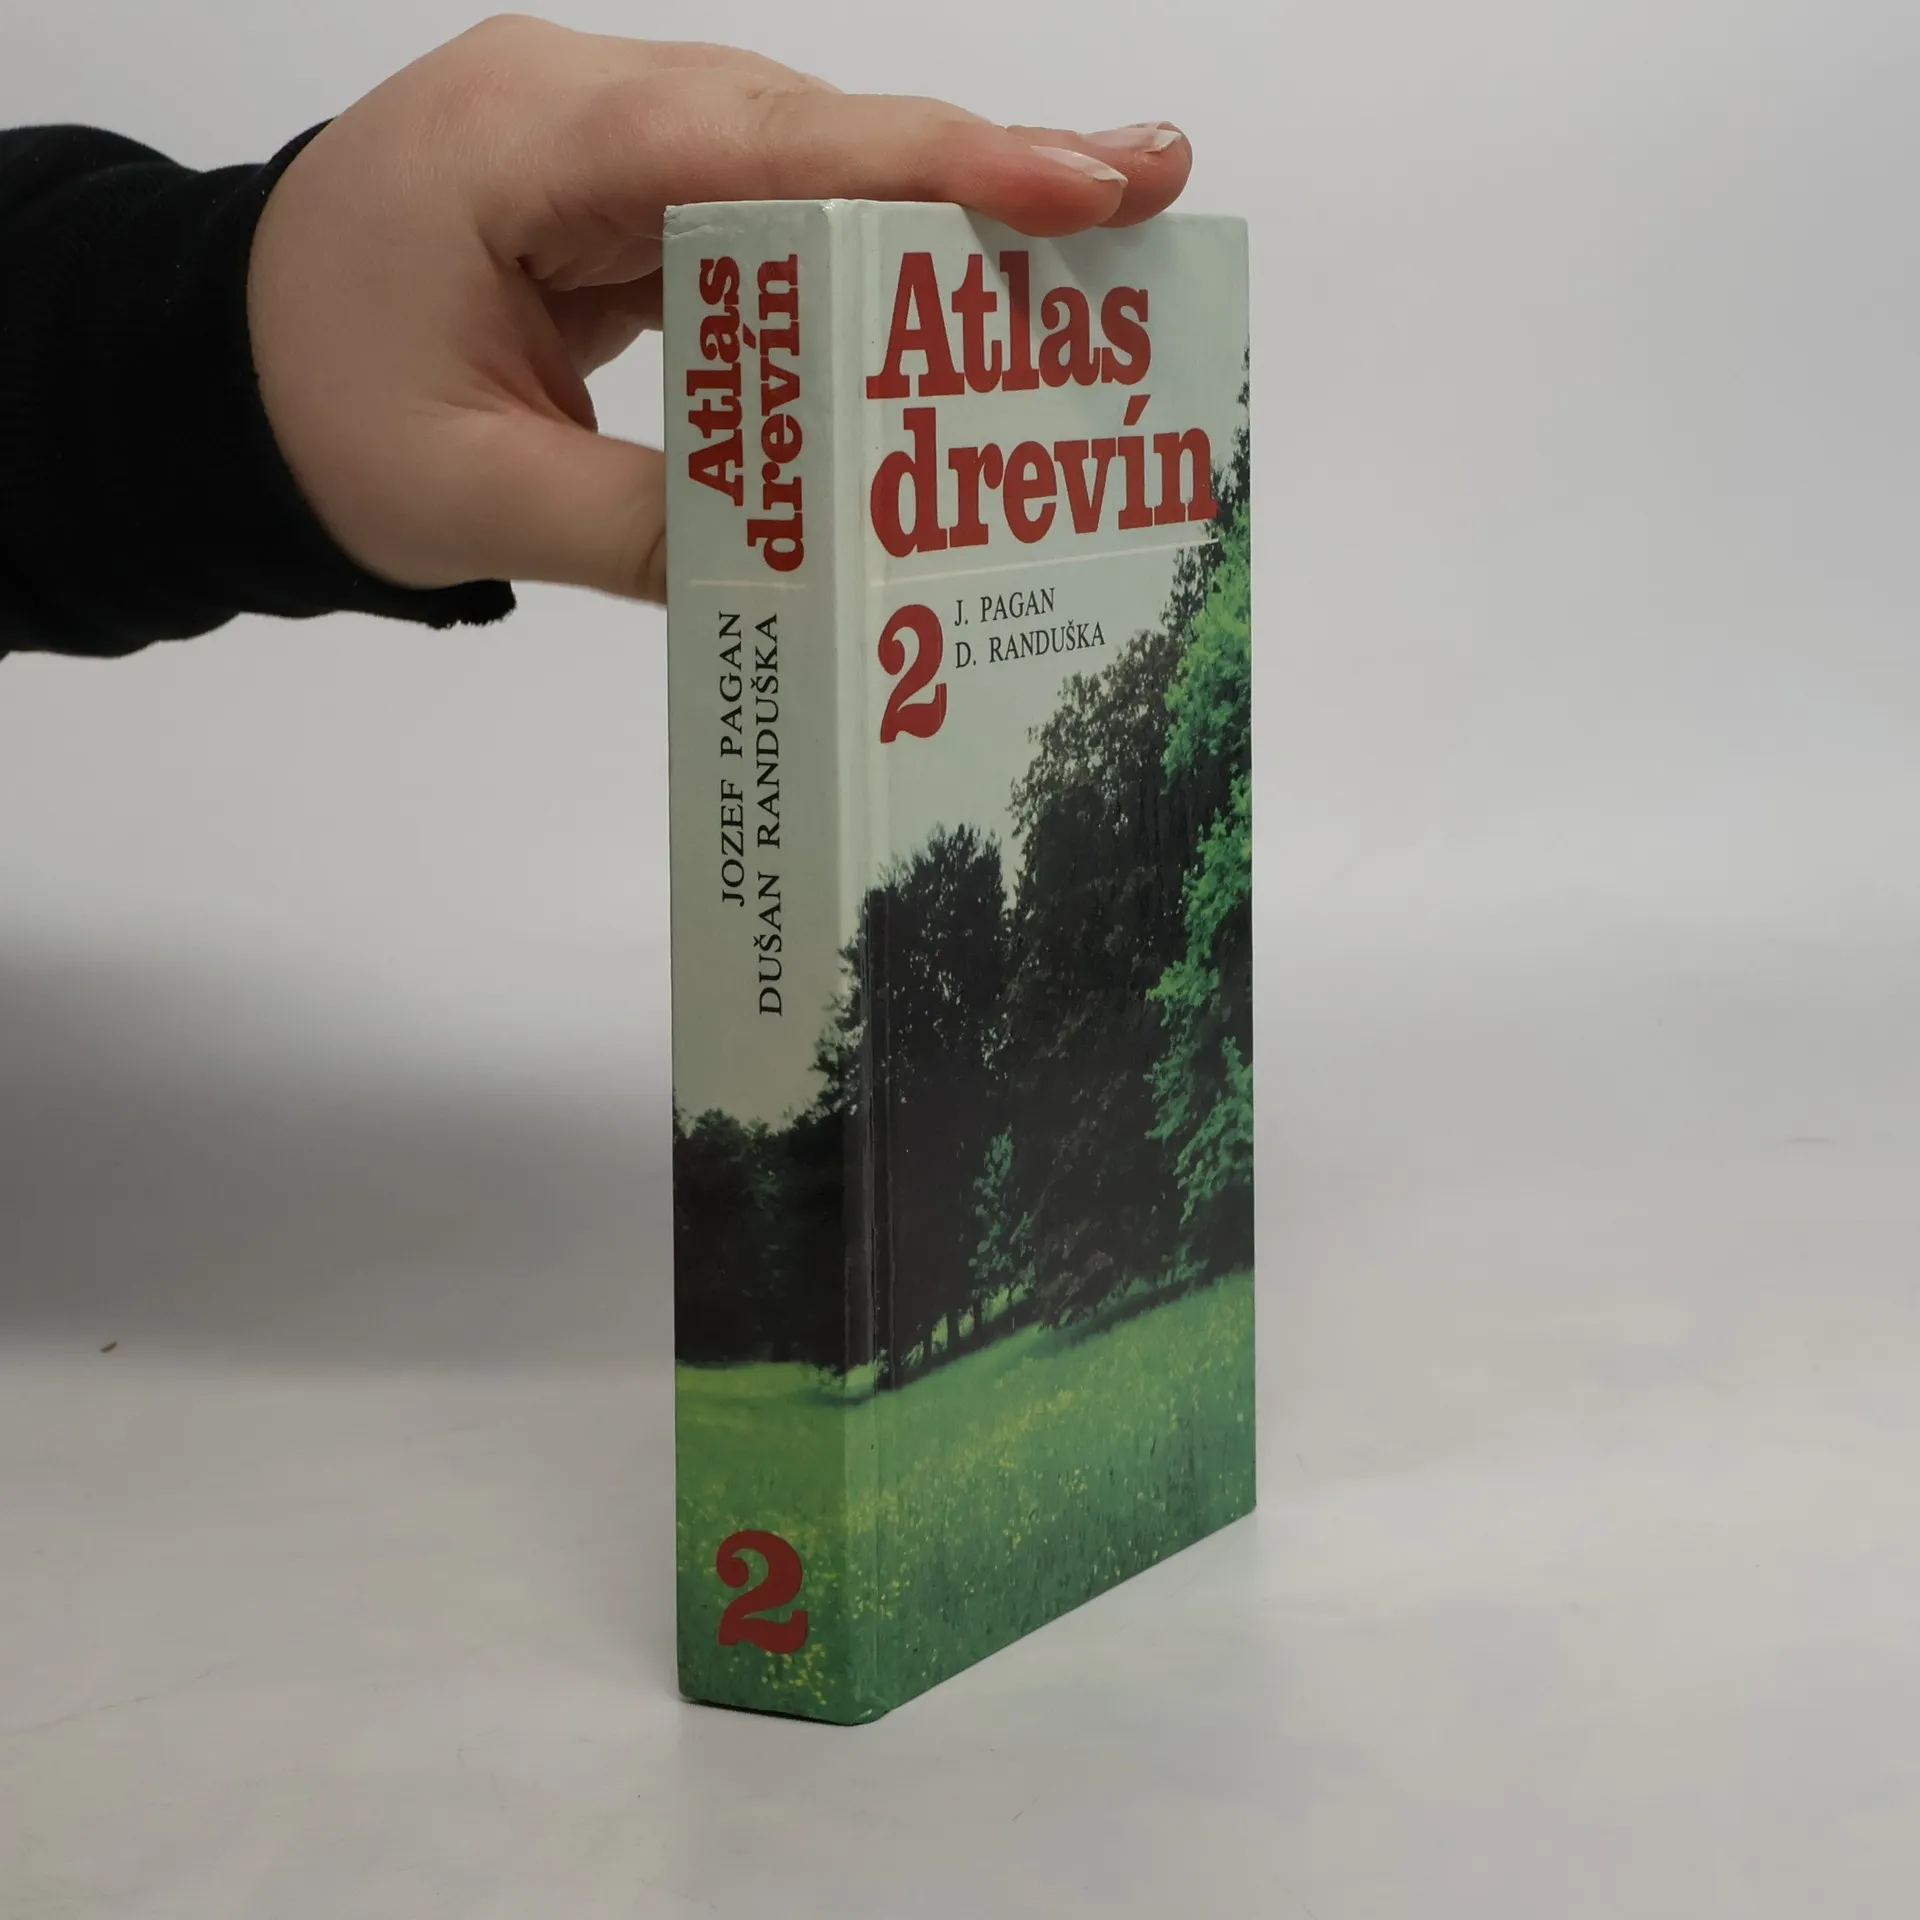 Atlas
drevín
JOZEF PAGAN
DUŠAN RANDUŠKA
2
Atlas
drevín
2
J. PAGAN
D. RANDUŠKA